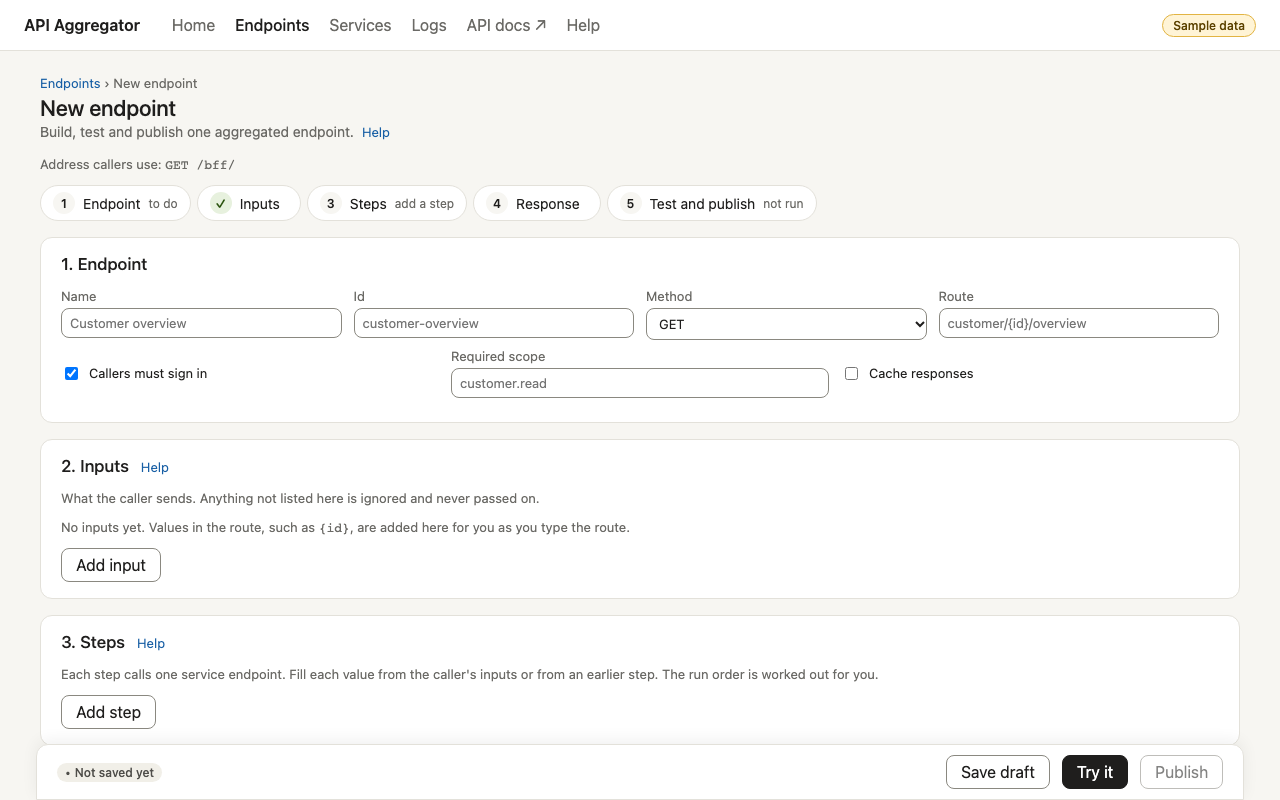 API Aggregator Home Endpoints Services Logs API docs ↗ Help Sample data
Endpoints › New endpoint
New endpoint
Build, test and publish one aggregated endpoint. Help
Address callers use: GET /bff/
1 Endpoint to do ✓ Inputs 3 Steps add a step 4 Response 5 Test and publish not run
1. Endpoint
Name Id Method Route
Customer overview customer-overview GET customer/{id}/overview
Required scope
Callers must sign in customer.read Cache responses
2. Inputs Help
What the caller sends. Anything not listed here is ignored and never passed on.
No inputs yet. Values in the route, such as {id}, are added here for you as you type the route.
Add input
3. Steps Help
Each step calls one service endpoint. Fill each value from the caller's inputs or from an earlier step. The run order is worked out for you.
Add step
• Not saved yet Save draft Try it Publish